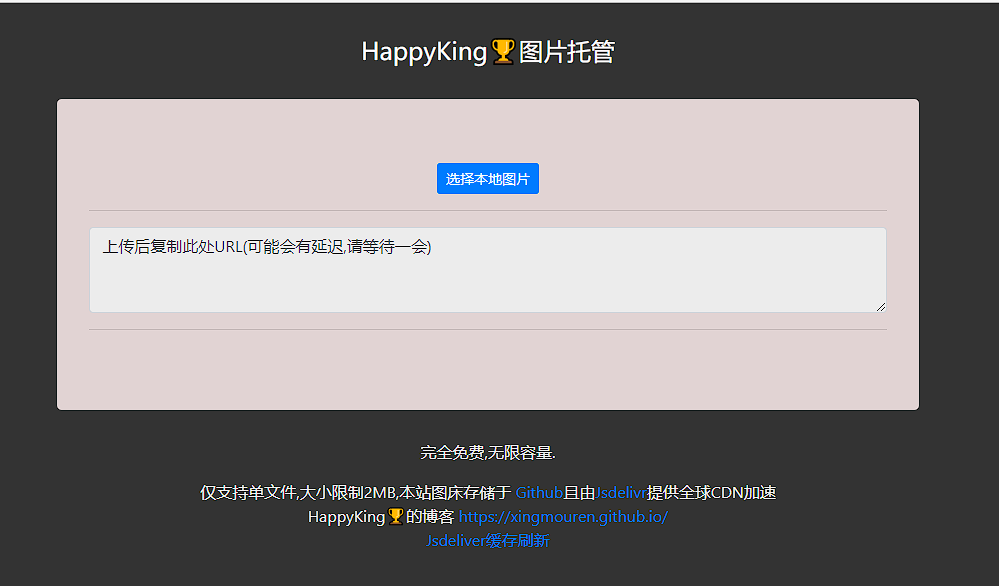 HappyKing🏆图片托管
选择本地图片
上传后复制此处URL(可能会有延迟,请等待一会)
完全免费,无限容量.
仅支持单文件,大小限制2MB,本站图床存储于 Github且由Jsdelivr提供全球CDN加速
HappyKing🏆的博客 https://xingmouren.github.io/
Jsdeliver缓存刷新